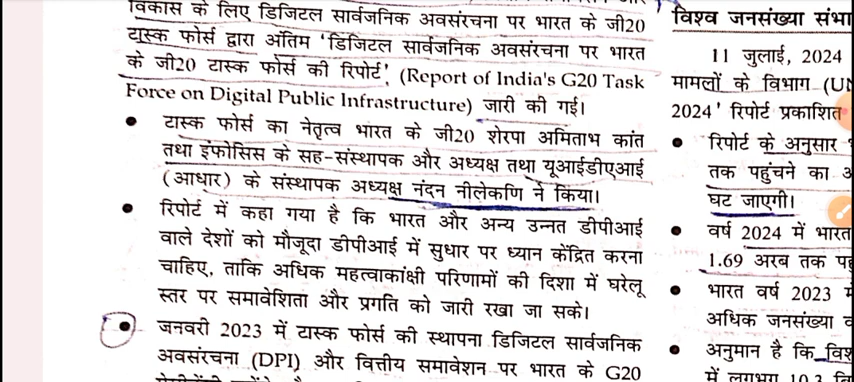 विकास के लिए डिजिटल सार्वजनिक अवसंरचना पर भारत के जी20
टास्क फोर्स द्वारा अंतिम 'डिजिटल सार्वजनिक अवसंरचना पर भारत
के जी20 टास्क फोर्स की रिपोर्ट', (Report of India's G20 Task
Force on Digital Public Infrastructure) जारी की गई।
• टास्क फोर्स का नेतृत्व भारत के जी20 शेरपा अमिताभ कांत
तथा इंफोसिस के सह-संस्थापक और अध्यक्ष तथा यूआईडीएआई
(आधार) के संस्थापक अध्यक्ष नंदन नीलेकणि ने किया।
• रिपोर्ट में कहा गया है कि भारत और अन्य उन्नत डीपीआई
वाले देशों को मौजूदा डीपीआई में सुधार पर ध्यान केंद्रित करना
चाहिए, ताकि अधिक महत्वाकांक्षी परिणामों की दिशा में घरेलू
स्तर पर समावेशिता और प्रगति को जारी रखा जा सके।
• जनवरी 2023 में टास्क फोर्स की स्थापना डिजिटल सार्वजनिक
अवसंरचना (DPI) और वित्तीय समावेशन पर भारत के G20
विश्व जनसंख्या संभा
11 जुलाई, 2024
मामलों के विभाग (UN
2024' रिपोर्ट प्रकाशित
• रिपोर्ट के अनुसार
तक पहुंचने का अ
घट जाएगी।
• वर्ष 2024 में भारत
1.69 अरब तक पहु
• भारत वर्ष 2023 में
अधिक जनसंख्या व
• अनुमान है कि विश्
में लगभग 10.3